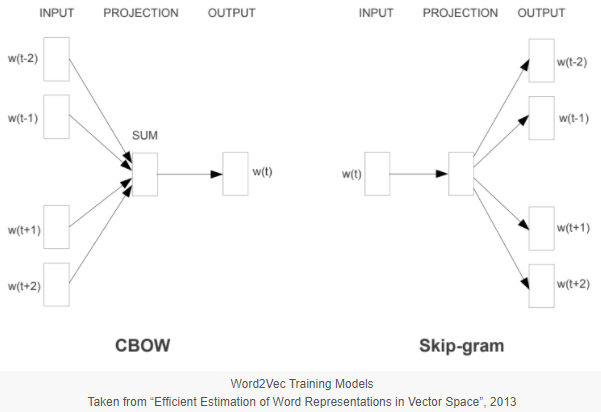 INPUT PROJECTION OUTPUT
w(t-2)
w(t-1)
SUM
w(t)
w(t+1)
w(t+2)
CBOW
INPUT PROJECTION OUTPUT
w(t-2)
w(t-1)
w(t)
w(t+1)
w(t+2)
Skip-gram
Word2Vec Training Models
Taken from “Efficient Estimation of Word Representations in Vector Space”, 2013